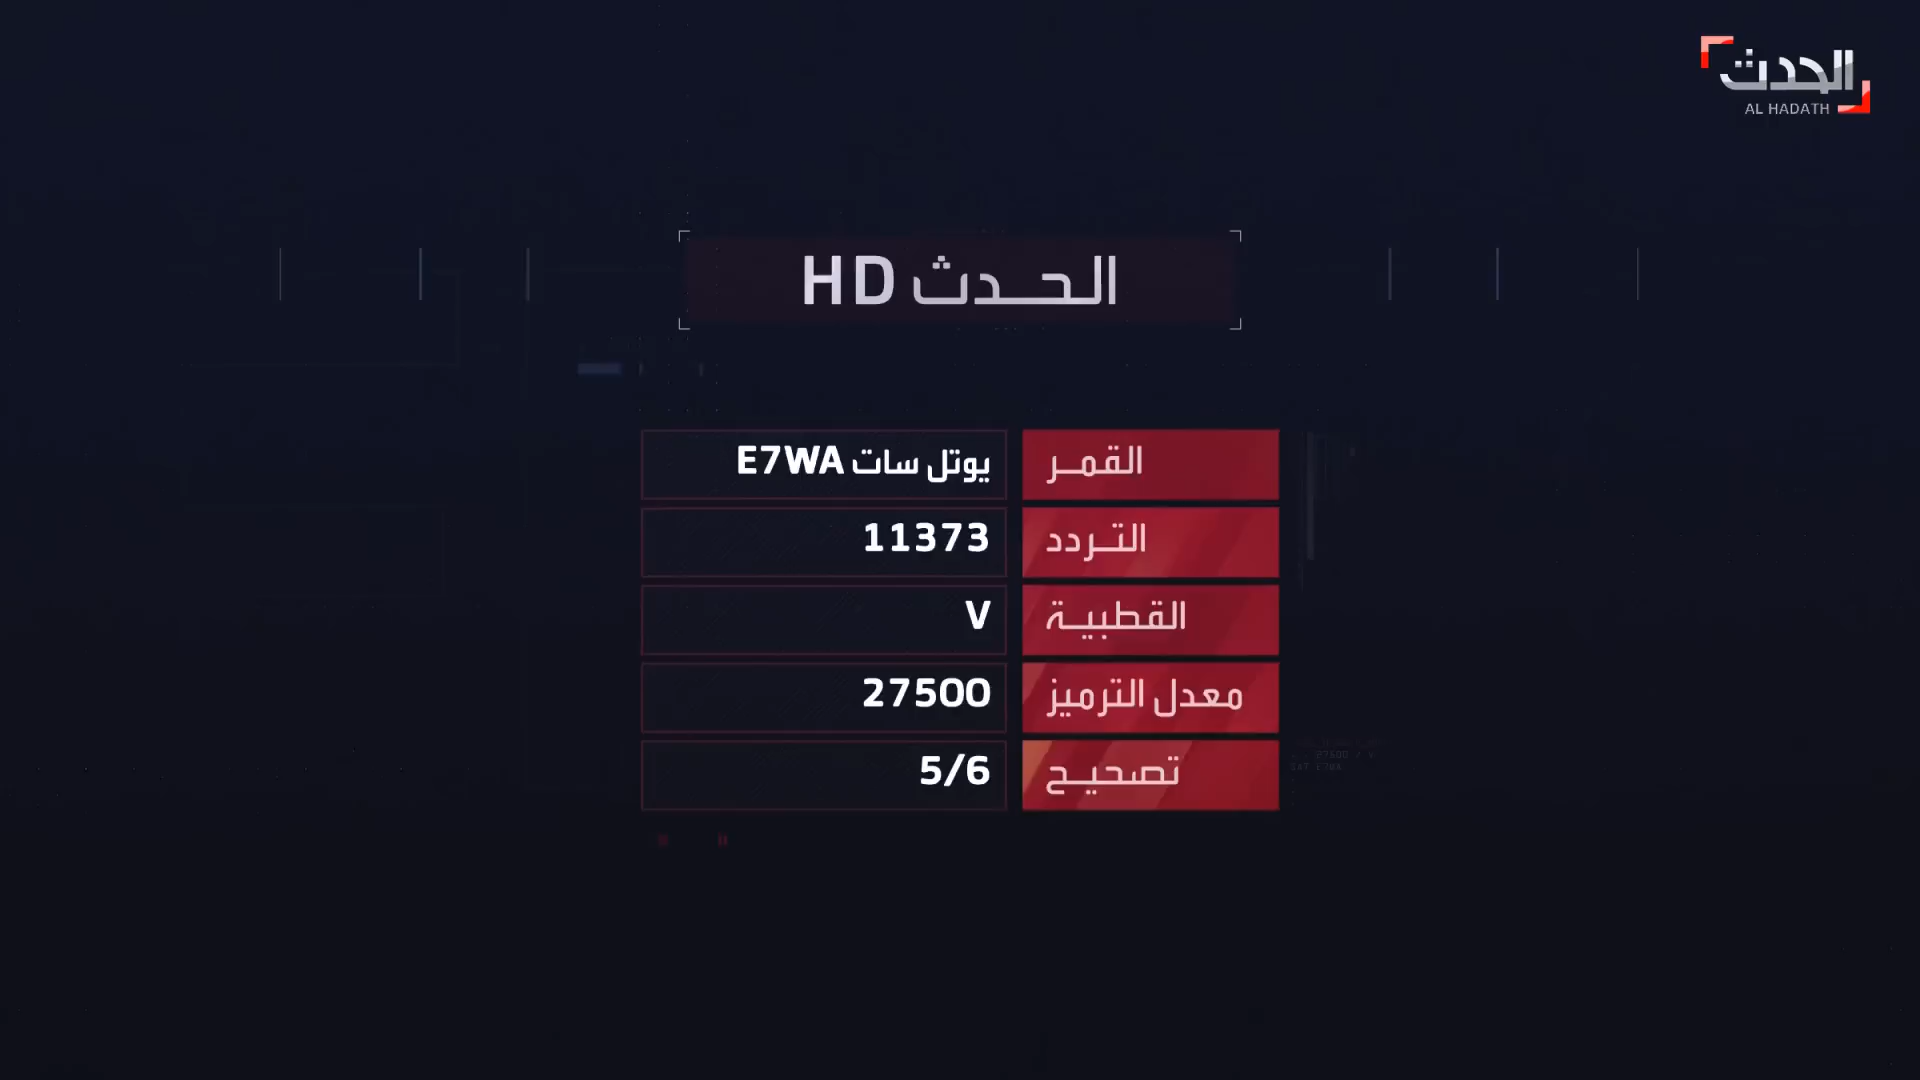 الحدث
AL HADATH
الحـــدث HD
القمـر يوتل سات E7WA
التـردد 11373
القطبيـة V
معدل الترميز 27500
تصحيـح 5/6